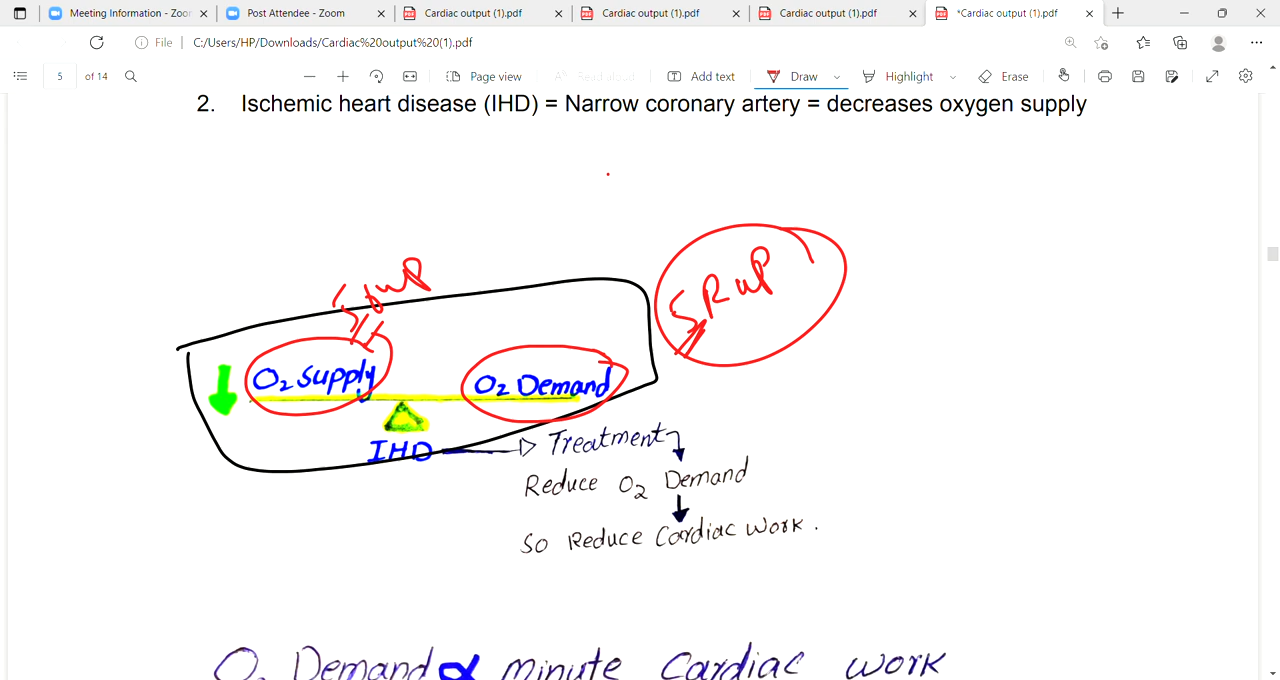 Meeting Information - Zoom
Post Attendee - Zoom
Cardiac output (1).pdf
Cardiac output (1).pdf
Cardiac output (1).pdf
*Cardiac output (1).pdf
File C:/Users/HP/Downloads/Cardiac%20output%20(1).pdf
5 of 14 Page view Read aloud Add text Draw Highlight Erase
2. Ischemic heart disease (IHD) = Narrow coronary artery = decreases oxygen supply
O2 Supply
O2 Demand
IHD
Treatment
Reduce O2 Demand
So Reduce Cardiac Work.
O2 Demand ∝ minute Cardiac work